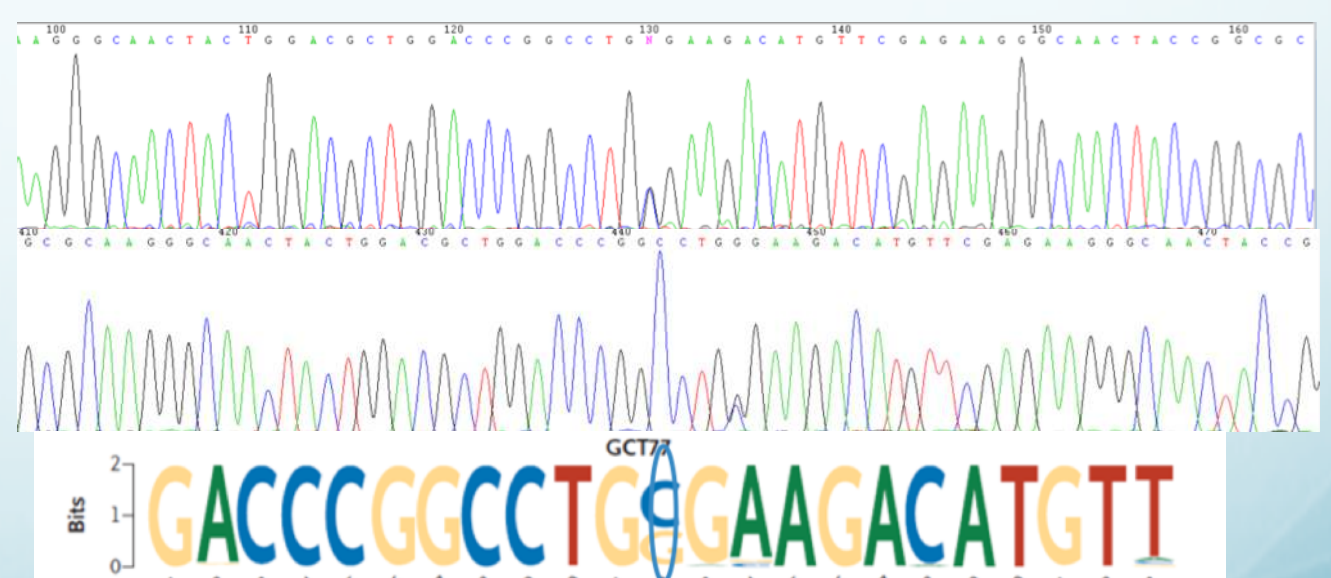 100 110 120 130 140 150 160
A A G G G C A A C T A C T G G A C G C T G G A C C C G G C C T G N G A A G A C A T G T T C G A G A A G G G C A A C T A C C G G C G C
410 420 430 440 450 460 470
G C G C A A G G G C A A C T A C T G G A C G C T G G A C C C G G C C T G G G A A G A C A T G T T C G A G A A G G G C A A C T A C C G
GCT77
2
Bits
1
0
GACCCGGCCTGCGAAGACATGTT
G